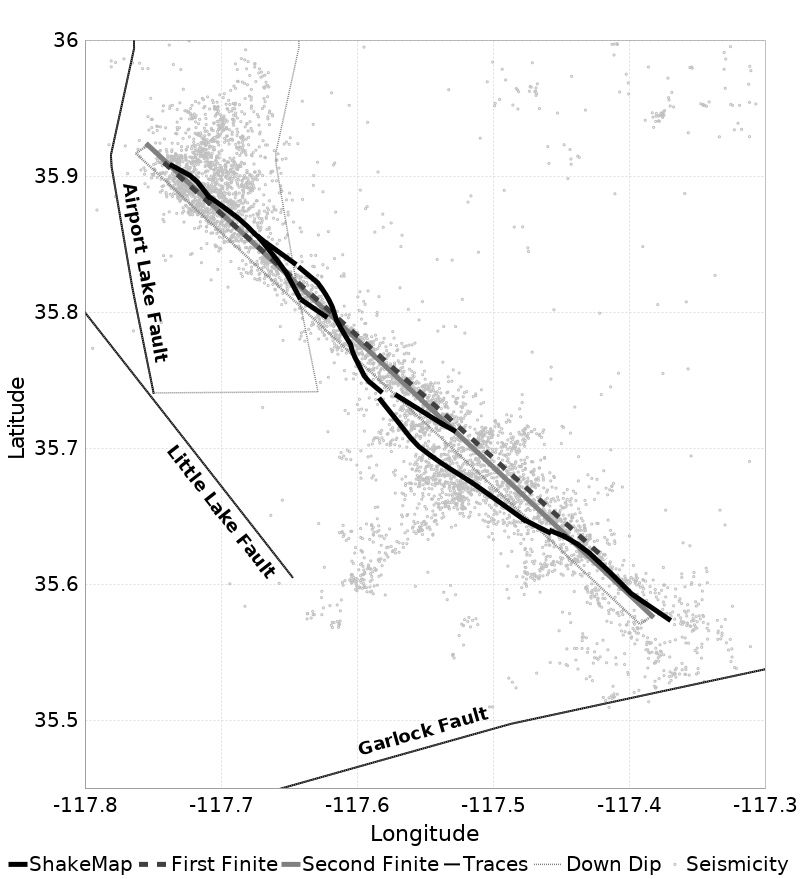 36
35.9
35.8
35.7
35.6
35.5
Latitude
Airport Lake Fault
Little Lake Fault
Garlock Fault
-117.8 -117.7 -117.6 -117.5 -117.4 -117.3
Longitude
ShakeMap First Finite Second Finite Traces Down Dip Seismicity